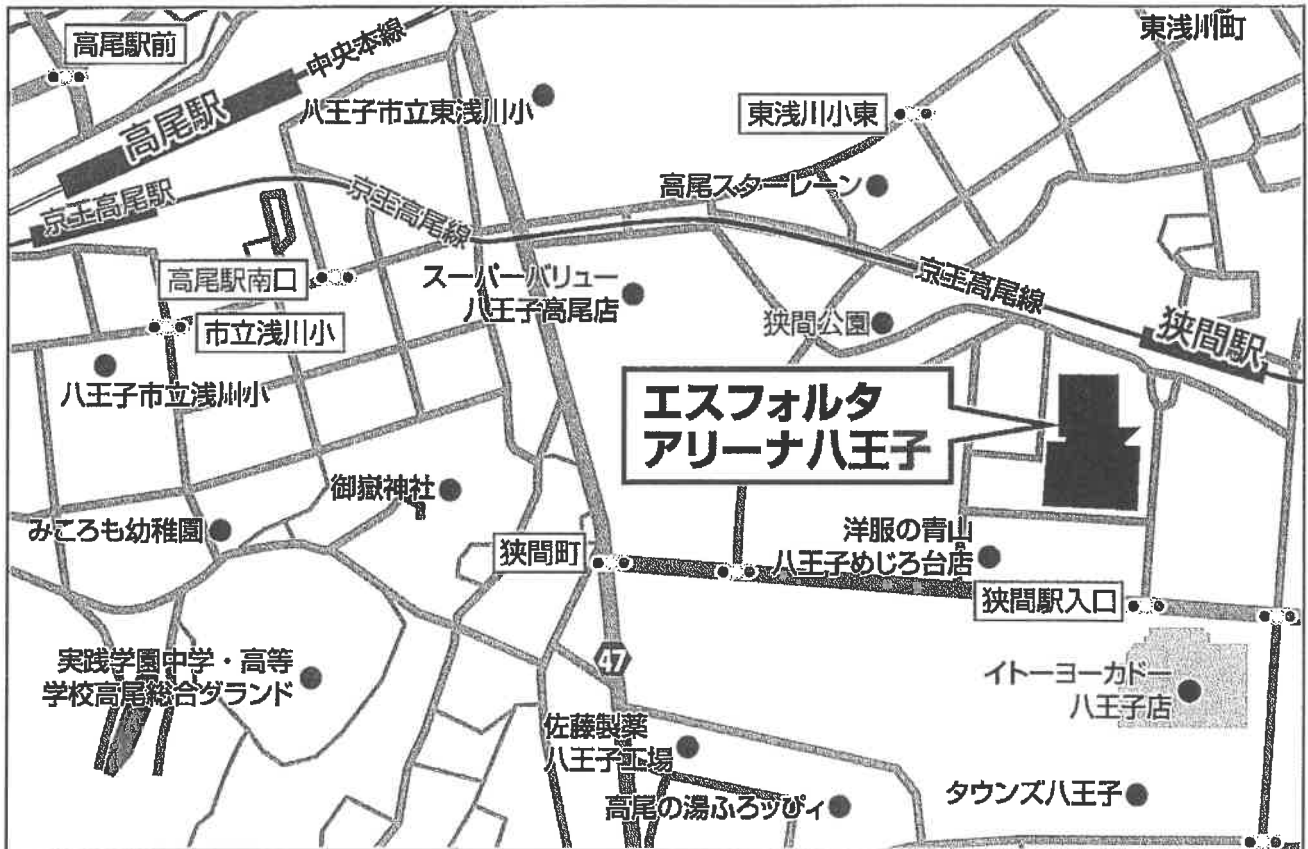 高尾駅前
中央本線
東浅川町
高尾駅
八王子市立東浅川小
東浅川小東
高尾スターレーン
京王高尾駅
京王高尾線
高尾駅南口
スーパーバリュー
八王子高尾店
京王高尾線
狭間公園
狭間駅
市立浅川小
八王子市立浅川小
エスフォルタ
アリーナ八王子
御嶽神社
みころも幼稚園
狭間町
洋服の青山
八王子めじろ台店
狭間駅入口
47
実践学園中学・高等
学校高尾総合グランド
イトーヨーカドー
八王子店
佐藤製薬
八王子工場
高尾の湯ふろッぴィ
タウンズ八王子